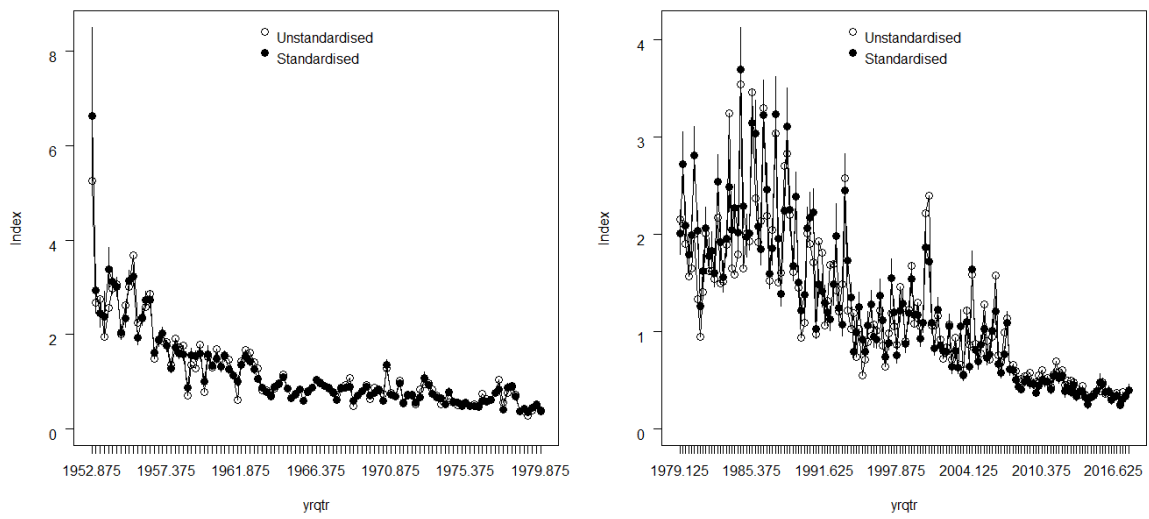 Unstandardised
Standardised
Index
8
6
4
2
0
1952.875 1957.375 1961.875 1966.375 1970.875 1975.375 1979.875
yrqtr
Unstandardised
Standardised
Index
4
3
2
1
0
1979.125 1985.375 1991.625 1997.875 2004.125 2010.375 2016.625
yrqtr